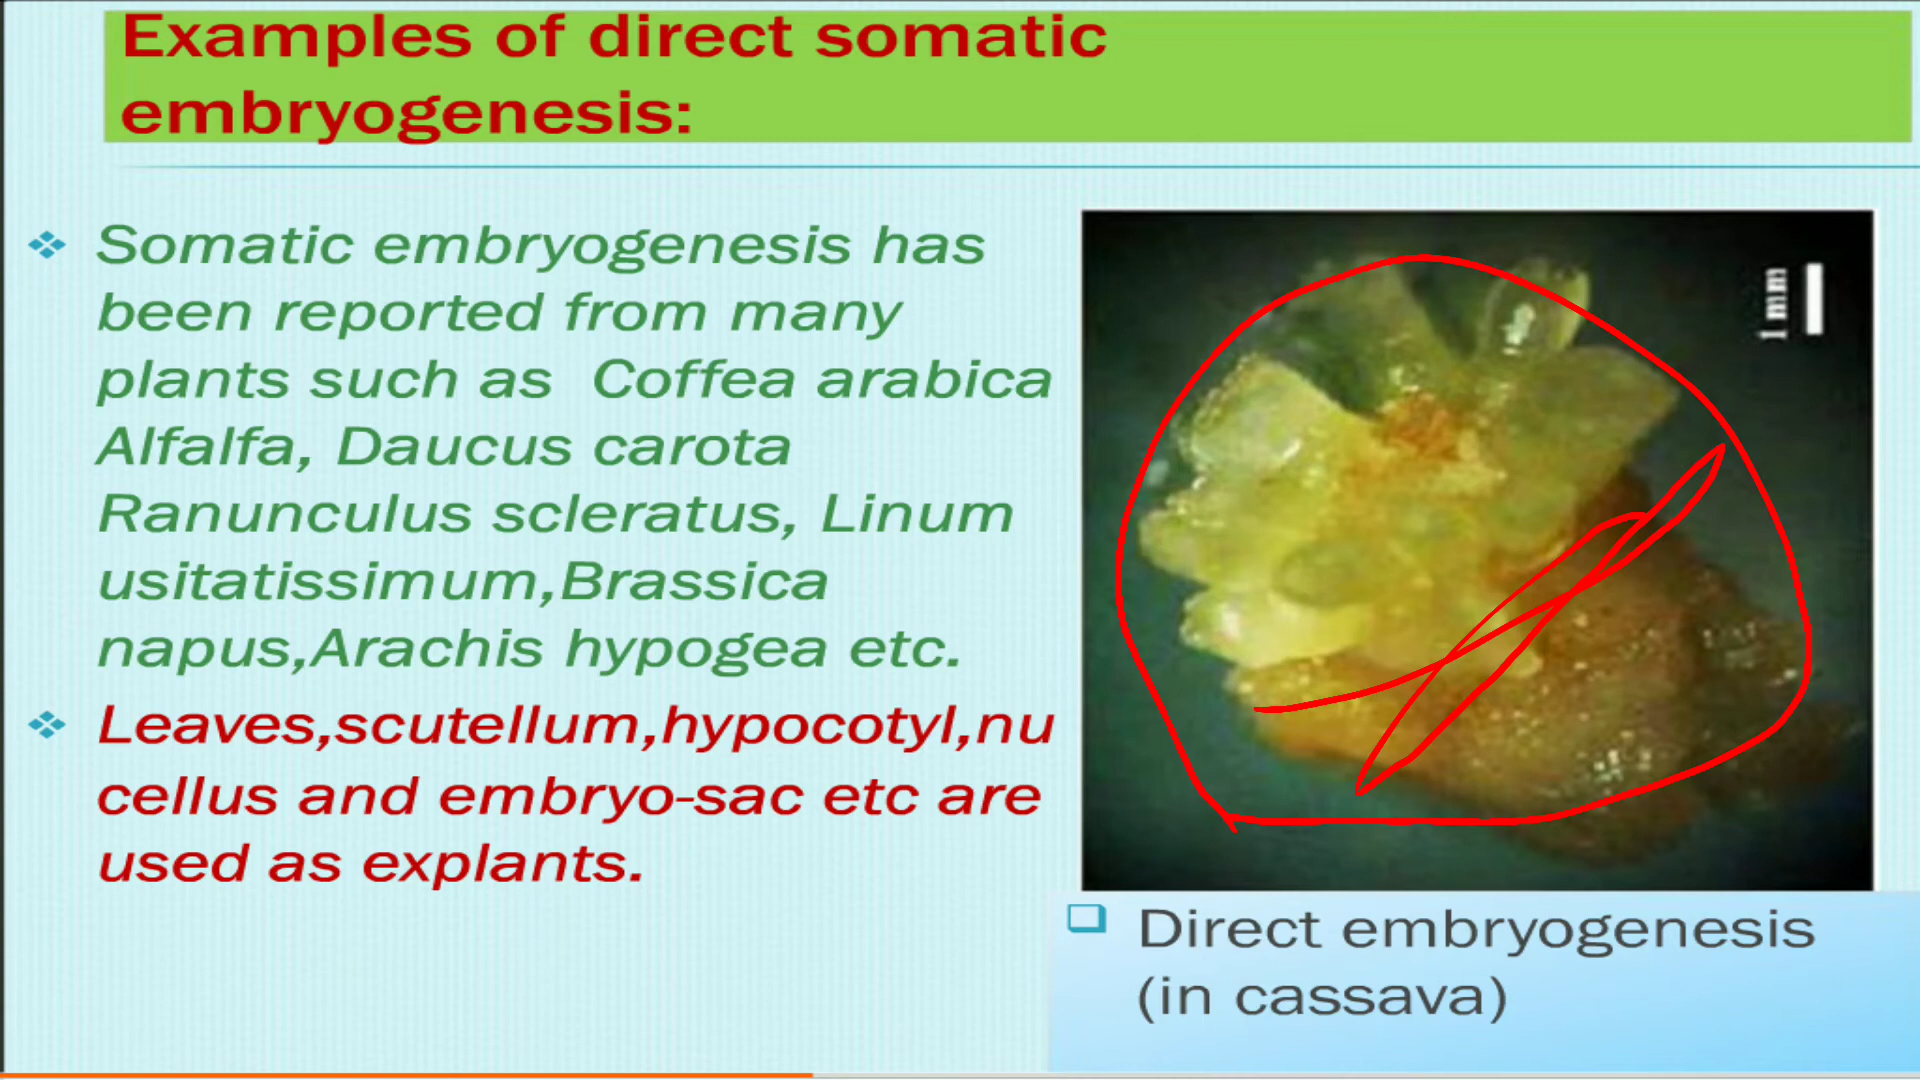 Examples of direct somatic
embryogenesis:
Somatic embryogenesis has
been reported from many
plants such as Coffea arabica
Alfalfa, Daucus carota
Ranunculus scleratus, Linum
usitatissimum,Brassica
napus,Arachis hypogea etc.
Leaves,scutellum,hypocotyl,nu
cellus and embryo-sac etc are
used as explants.
1 mm
Direct embryogenesis
(in cassava)